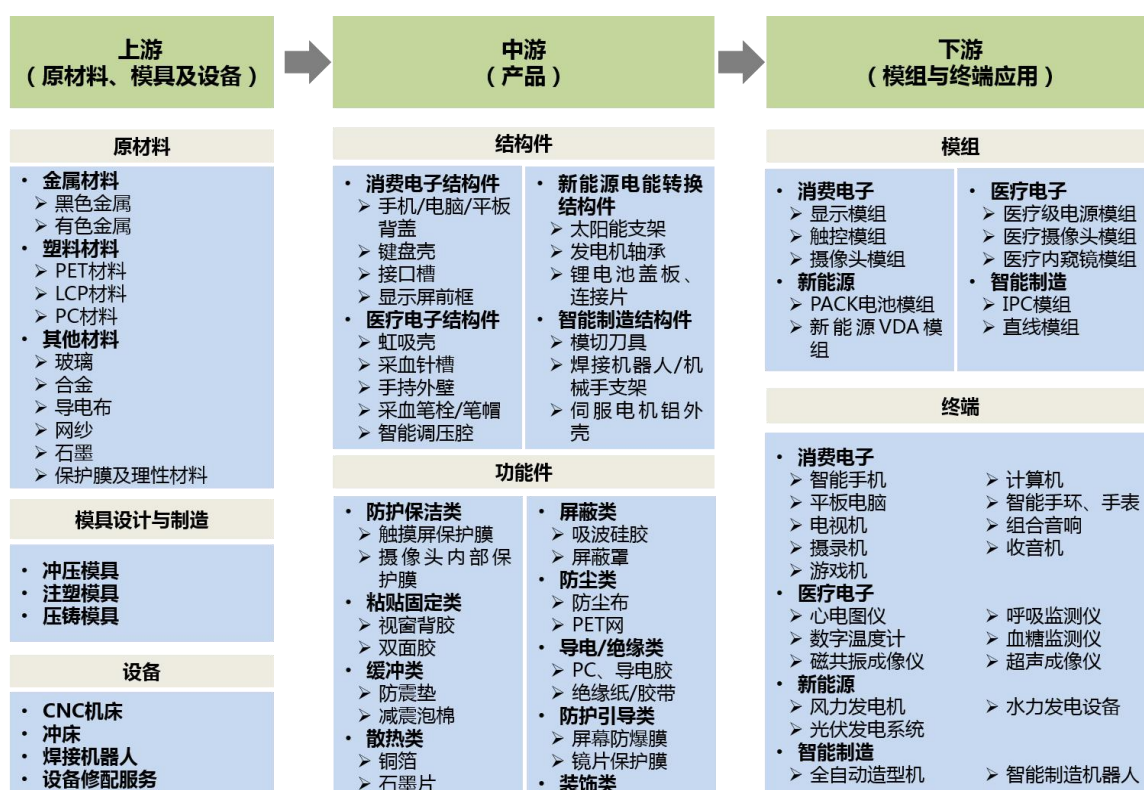 上游
（原材料、模具及设备）
中游
（产品）
下游
（模组与终端应用）
原材料
• 金属材料
➢ 黑色金属
➢ 有色金属
• 塑料材料
➢ PET材料
➢ LCP材料
➢ PC材料
• 其他材料
➢ 玻璃
➢ 合金
➢ 导电布
➢ 网纱
➢ 石墨
➢ 保护膜及理性材料
模具设计与制造
• 冲压模具
• 注塑模具
• 压铸模具
设备
• CNC机床
• 冲床
• 焊接机器人
• 设备修配服务
结构件
• 消费电子结构件
➢ 手机/电脑/平板
背盖
➢ 键盘壳
➢ 接口槽
➢ 显示屏前框
• 医疗电子结构件
➢ 虹吸壳
➢ 采血针槽
➢ 手持外壁
➢ 采血笔栓/笔帽
➢ 智能调压腔
• 新能源电能转换
结构件
➢ 太阳能支架
➢ 发电机轴承
➢ 锂电池盖板、
连接片
• 智能制造结构件
➢ 模切刀具
➢ 焊接机器人/机
械手支架
➢ 伺服电机铝外
壳
功能件
• 防护保洁类
➢ 触摸屏保护膜
➢ 摄像头内部保
护膜
• 粘贴固定类
➢ 视窗背胶
➢ 双面胶
• 缓冲类
➢ 防震垫
➢ 减震泡棉
• 散热类
➢ 铜箔
➢ 石墨片
• 屏蔽类
➢ 吸波硅胶
➢ 屏蔽罩
• 防尘类
➢ 防尘布
➢ PET网
• 导电/绝缘类
➢ PC、导电胶
➢ 绝缘纸/胶带
• 防护引导类
➢ 屏幕防爆膜
➢ 镜片保护膜
• 装饰类
模组
• 消费电子
➢ 显示模组
➢ 触控模组
➢ 摄像头模组
• 新能源
➢ PACK电池模组
➢ 新能源VDA模
组
• 医疗电子
➢ 医疗级电源模组
➢ 医疗摄像头模组
➢ 医疗内窥镜模组
• 智能制造
➢ IPC模组
➢ 直线模组
终端
• 消费电子
➢ 智能手机 ➢ 计算机
➢ 平板电脑 ➢ 智能手环、手表
➢ 电视机 ➢ 组合音响
➢ 摄录机 ➢ 收音机
➢ 游戏机
• 医疗电子
➢ 心电图仪 ➢ 呼吸监测仪
➢ 数字温度计 ➢ 血糖监测仪
➢ 磁共振成像仪 ➢ 超声成像仪
• 新能源
➢ 风力发电机 ➢ 水力发电设备
➢ 光伏发电系统
• 智能制造
➢ 全自动造型机 ➢ 智能制造机器人